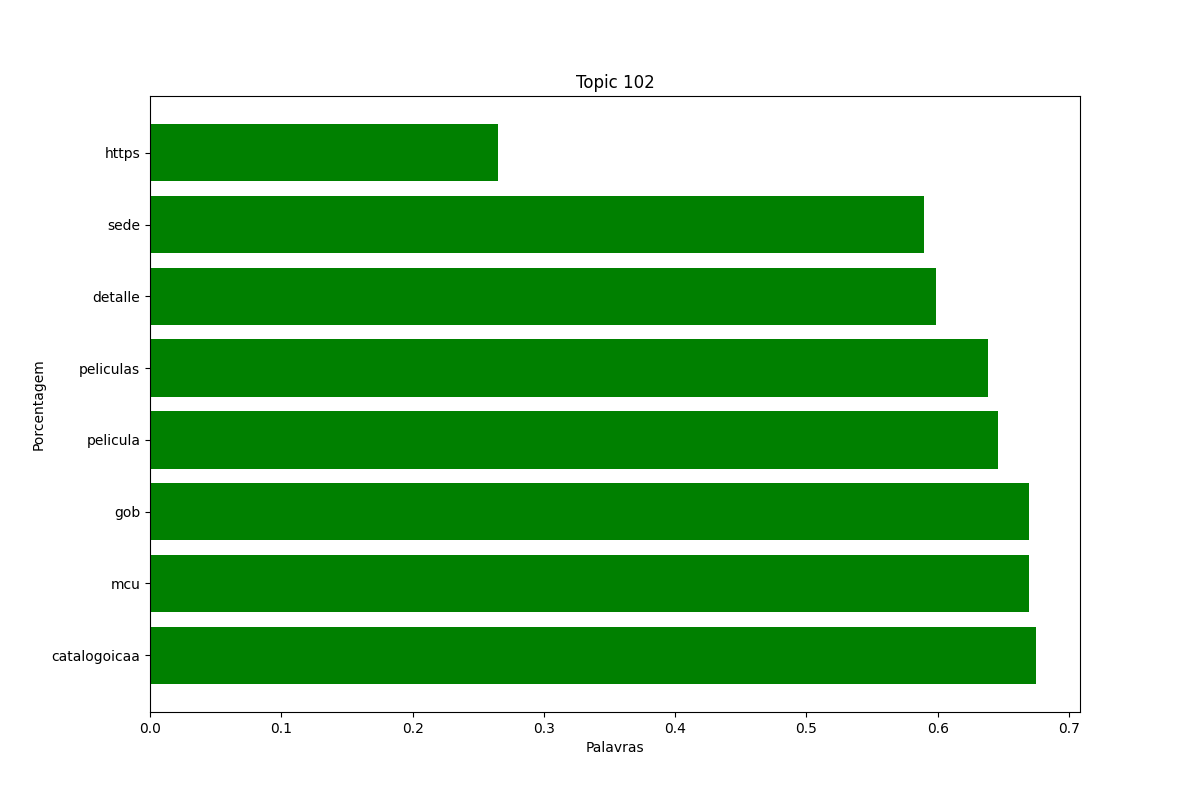 Topic 102
Porcentagem
https
sede
detalle
peliculas
pelicula
gob
mcu
catalogoicaa
0.0 0.1 0.2 0.3 0.4 0.5 0.6 0.7
Palavras